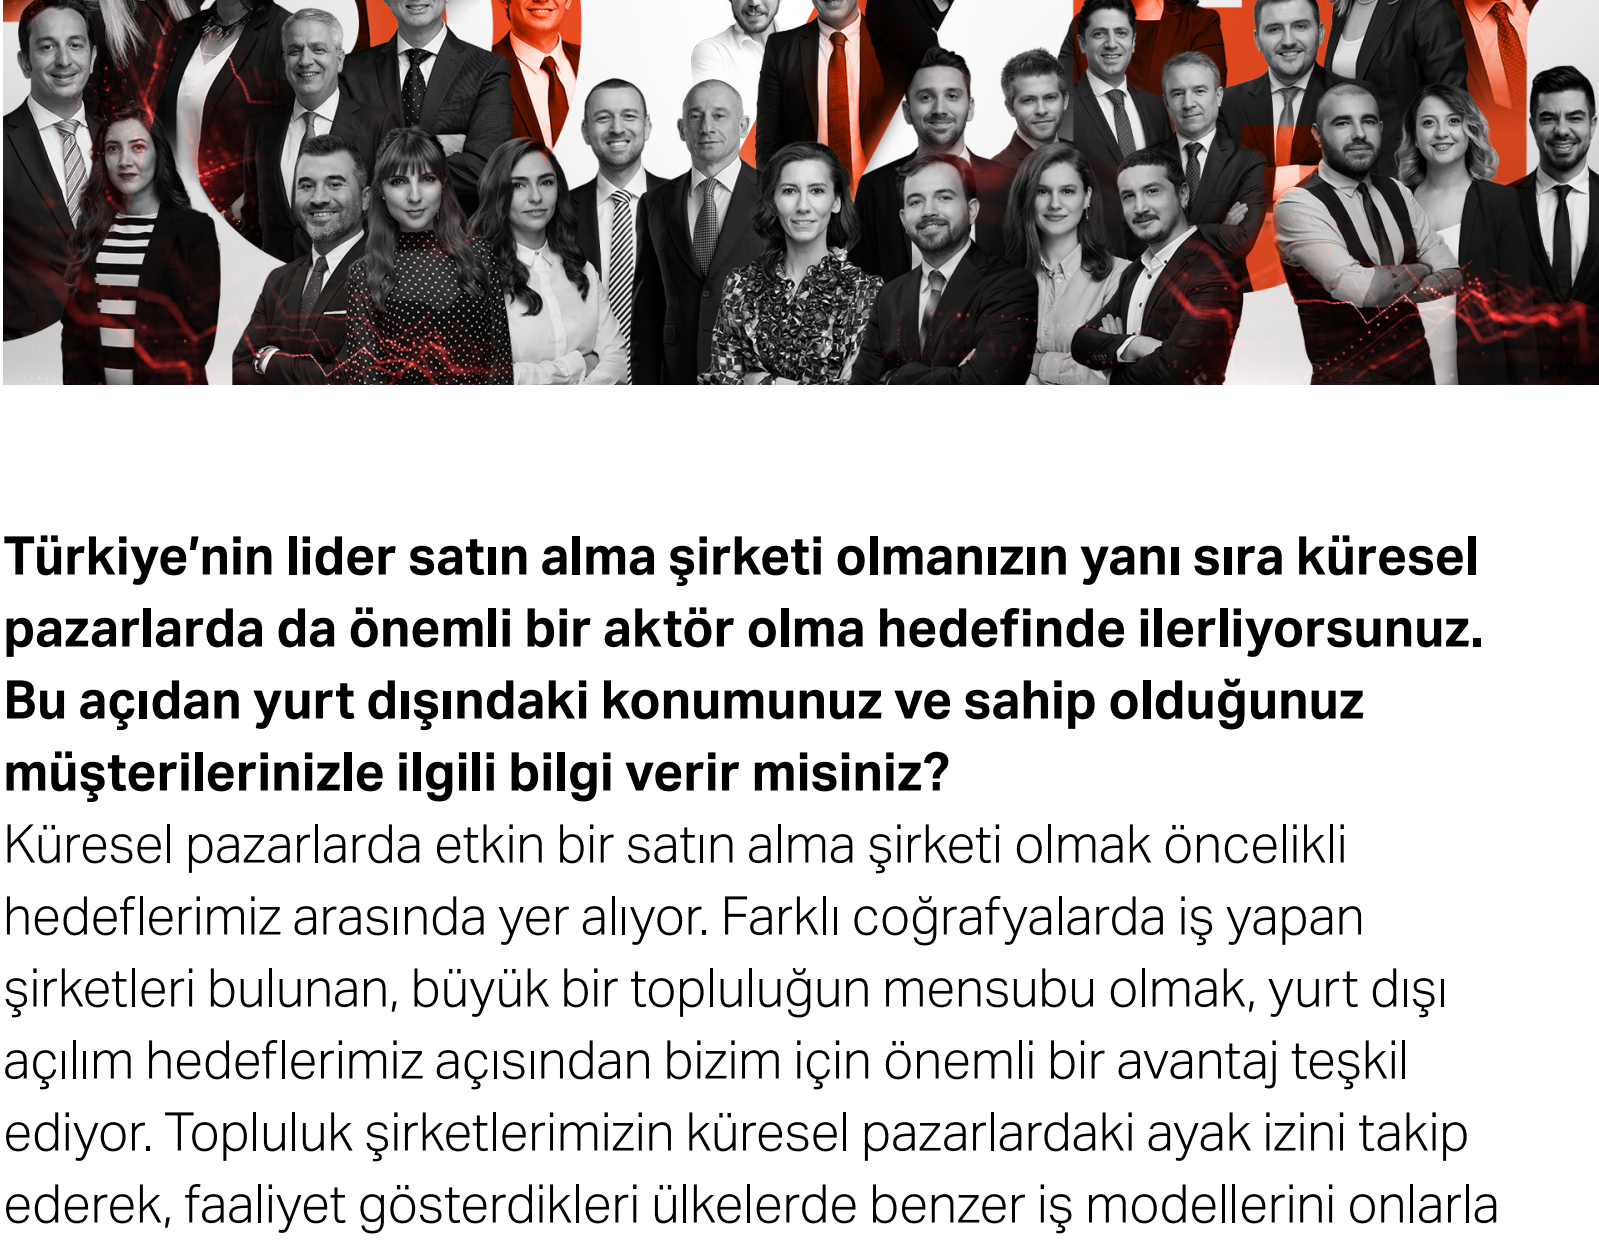 Türkiye'nin lider satın alma şirketi olmanızın yanı sıra küresel
pazarlarda da önemli bir aktör olma hedefinde ilerliyorsunuz.
Bu açıdan yurt dışındaki konumunuz ve sahip olduğunuz
müşterilerinizle ilgili bilgi verir misiniz?
Küresel pazarlarda etkin bir satın alma şirketi olmak öncelikli
hedeflerimiz arasında yer alıyor. Farklı coğrafyalarda iş yapan
şirketleri bulunan, büyük bir topluluğun mensubu olmak, yurt dışı
açılım hedeflerimiz açısından bizim için önemli bir avantaj teşkil
ediyor. Topluluk şirketlerimizin küresel pazarlardaki ayak izini takip
ederek, faaliyet gösterdikleri ülkelerde benzer iş modellerini onlarla